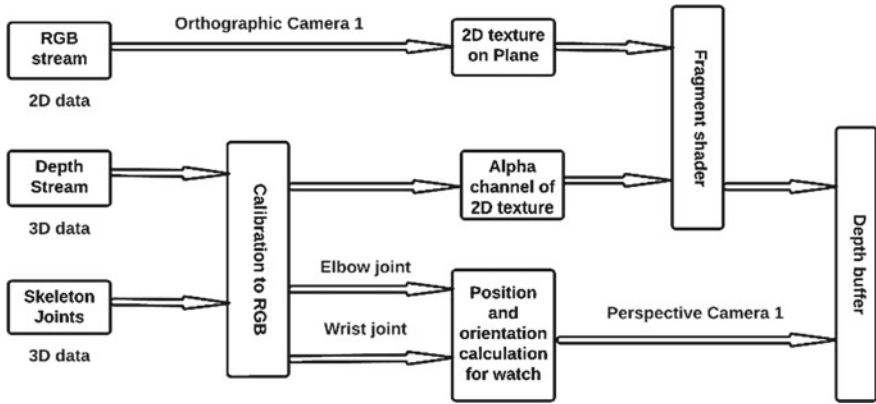 RGB
stream
2D data
Orthographic Camera 1
2D texture
on Plane
Fragment shader
Depth
Stream
3D data
Calibration to RGB
Alpha
channel of
2D texture
Depth buffer
Skeleton
Joints
3D data
Elbow joint
Wrist joint
Position
and
orientation
calculation
for watch
Perspective Camera 1